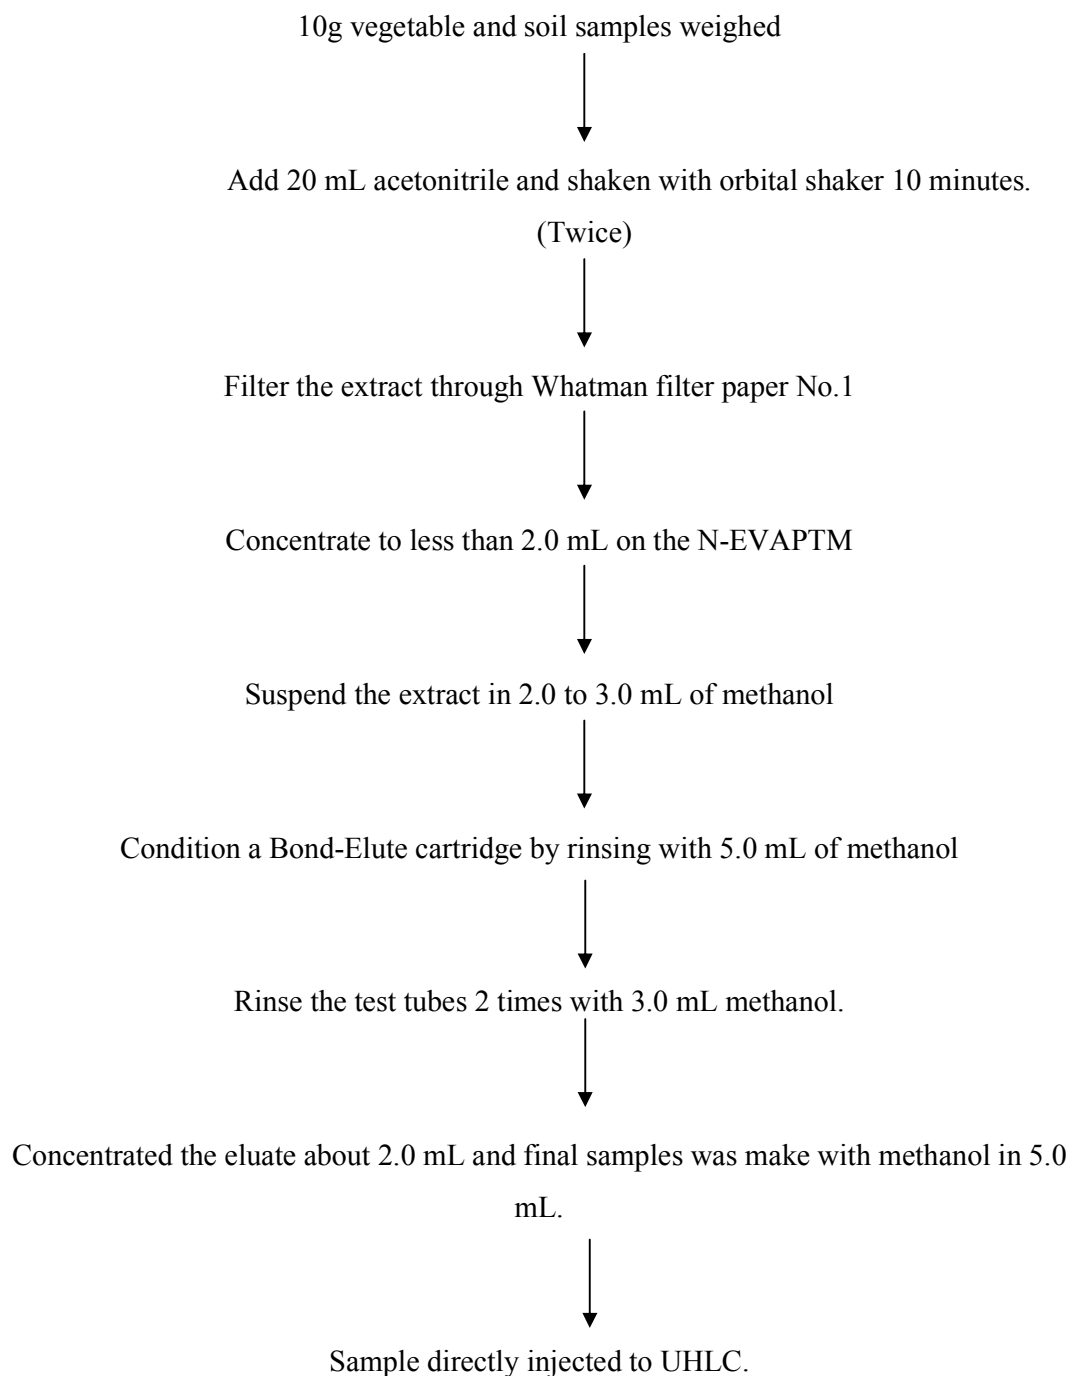 10g vegetable and soil samples weighed
Add 20 mL acetonitrile and shaken with orbital shaker 10 minutes.
(Twice)
Filter the extract through Whatman filter paper No.1
Concentrate to less than 2.0 mL on the N-EVAPTM
Suspend the extract in 2.0 to 3.0 mL of methanol
Condition a Bond-Elute cartridge by rinsing with 5.0 mL of methanol
Rinse the test tubes 2 times with 3.0 mL methanol.
Concentrated the eluate about 2.0 mL and final samples was make with methanol in 5.0
mL.
Sample directly injected to UHLC.